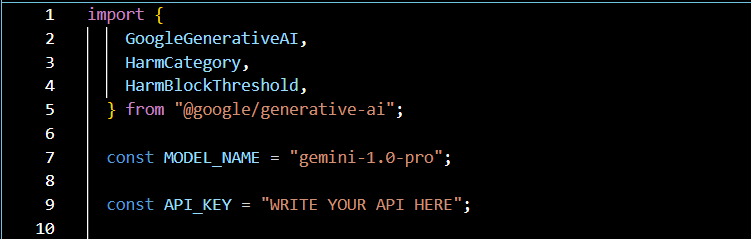 1 import {
2 GoogleGenerativeAI,
3 HarmCategory,
4 HarmBlockThreshold,
5 } from "@google/generative-ai";
6
7 const MODEL_NAME = "gemini-1.0-pro";
8
9 const API_KEY = "WRITE YOUR API HERE";
10